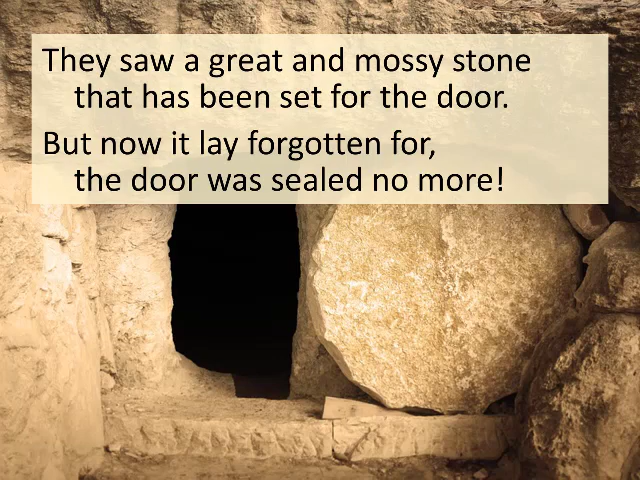 They saw a great and mossy stone
that has been set for the door.
But now it lay forgotten for,
the door was sealed no more!